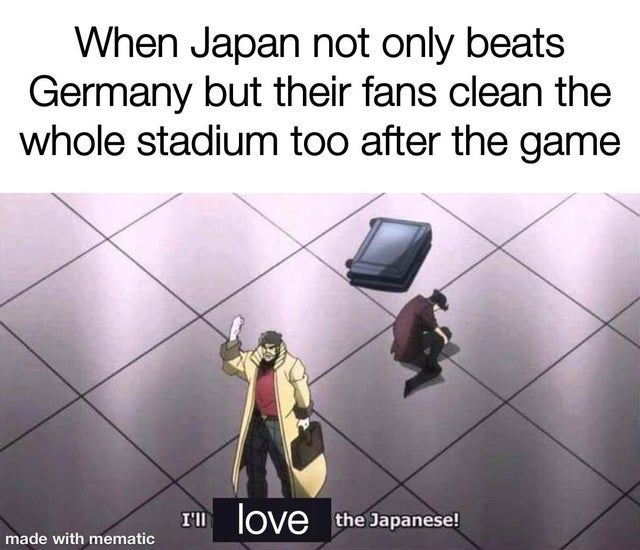 When Japan not only beats
Germany but their fans clean the
whole stadium too after the game
I'll love the Japanese!
made with mematic